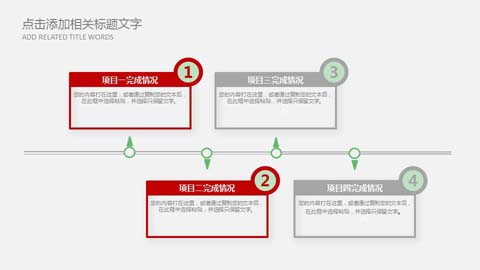 点击添加相关标题文字
ADD RELATED TITLE WORDS
1
项目一完成情况
您的内容打在这里，或者通过复制您的文本后，
在此框中选择粘贴，并选择只保留文字。
3
项目三完成情况
您的内容打在这里，或者通过复制您的文本后，
在此框中选择粘贴，并选择只保留文字。
2
项目二完成情况
您的内容打在这里，或者通过复制您的文本后，
在此框中选择粘贴，并选择只保留文字。
4
项目四完成情况
您的内容打在这里，或者通过复制您的文本后，
在此框中选择粘贴，并选择只保留文字。